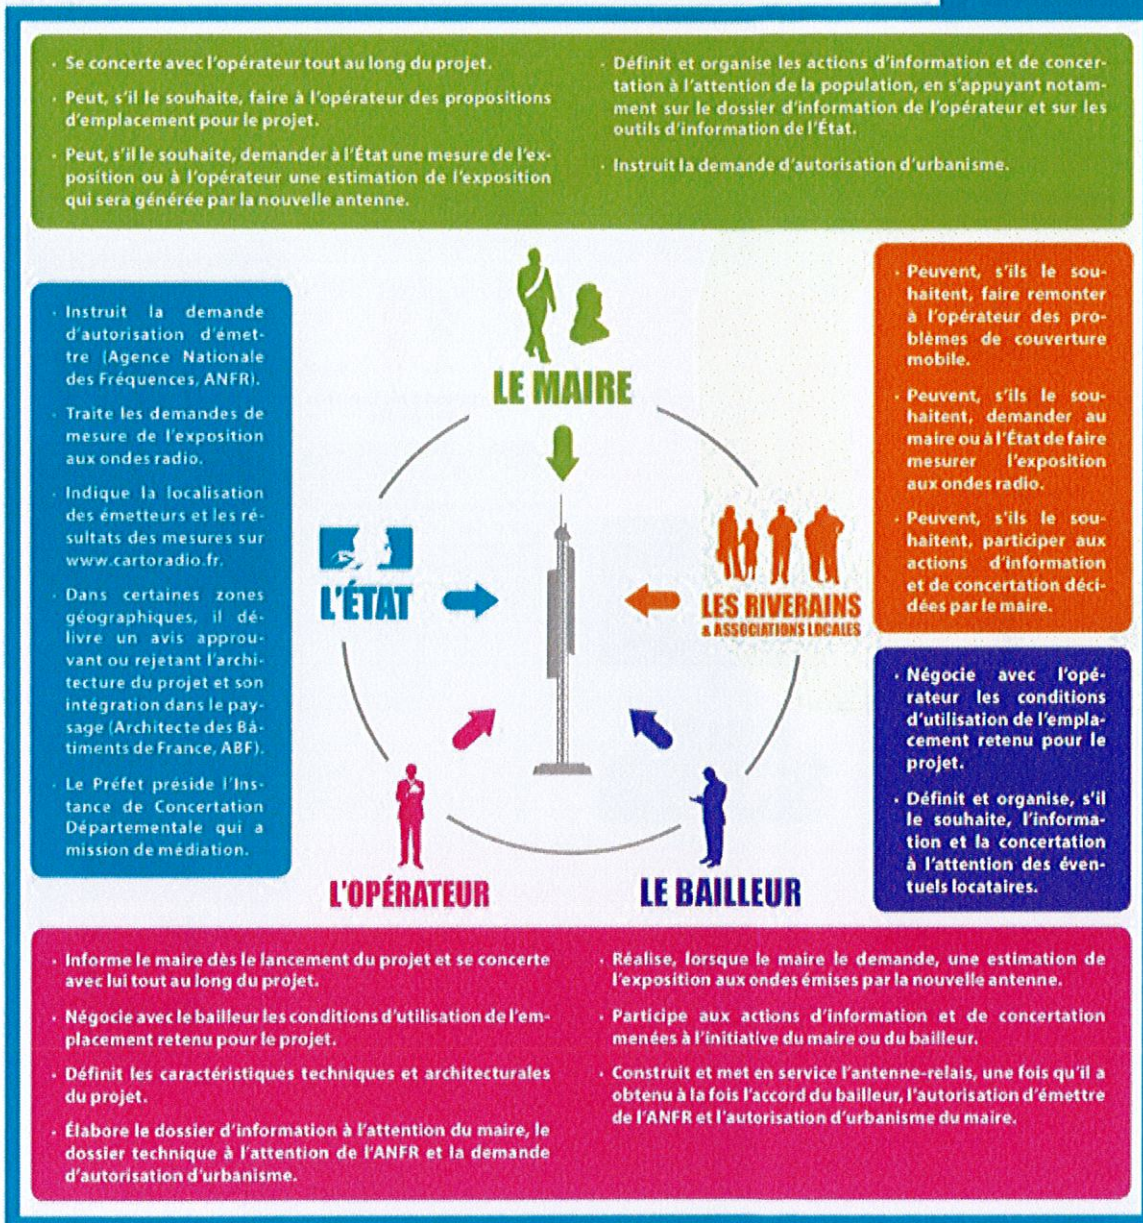 · Se concerte avec l'opérateur tout au long du projet.
· Peut, s'il le souhaite, faire à l'opérateur des propositions
d'emplacement pour le projet.
· Peut, s'il le souhaite, demander à l'État une mesure de l'ex-
position ou à l'opérateur une estimation de l'exposition
qui sera générée par la nouvelle antenne.
· Définit et organise les actions d'information et de concer-
tation à l'attention de la population, en s'appuyant notam-
ment sur le dossier d'information de l'opérateur et sur les
outils d'information de l'État.
· Instruit la demande d'autorisation d'urbanisme.
LE MAIRE
· Instruit la demande
d'autorisation d'émet-
tre (Agence Nationale
des Fréquences, ANFR).
· Traite les demandes de
mesure de l'exposition
aux ondes radio.
· Indique la localisation
des émetteurs et les ré-
sultats des mesures sur
www.cartoradio.fr.
· Dans certaines zones
géographiques, il dé-
livre un avis approu-
vant ou rejetant l'archi-
tecture du projet et son
intégration dans le pay-
sage (Architecte des Bâ-
timents de France, ABF).
· Le Préfet préside l'Ins-
tance de Concertation
Départementale qui a
mission de médiation.
L'ÉTAT
LES RIVERAINS
& ASSOCIATIONS LOCALES
· Peuvent, s'ils le sou-
haitent, faire remonter
à l'opérateur des pro-
blèmes de couverture
mobile.
· Peuvent, s'ils le sou-
haitent, demander au
maire ou à l'État de faire
mesurer l'exposition
aux ondes radio.
· Peuvent, s'ils le sou-
haitent, participer aux
actions d'information
et de concertation déci-
dées par le maire.
· Négocie avec l'opé-
rateur les conditions
d'utilisation de l'empla-
cement retenu pour le
projet.
· Définit et organise, s'il
le souhaite, l'informa-
tion et la concertation
à l'attention des éven-
tuels locataires.
L'OPÉRATEUR
LE BAILLEUR
· Informe le maire dès le lancement du projet et se concerte
avec lui tout au long du projet.
· Négocie avec le bailleur les conditions d'utilisation de l'em-
placement retenu pour le projet.
· Définit les caractéristiques techniques et architecturales
du projet.
· Élabore le dossier d'information à l'attention du maire, le
dossier technique à l'attention de l'ANFR et la demande
d'autorisation d'urbanisme.
· Réalise, lorsque le maire le demande, une estimation de
l'exposition aux ondes émises par la nouvelle antenne.
· Participe aux actions d'information et de concertation
menées à l'initiative du maire ou du bailleur.
· Construit et met en service l'antenne-relais, une fois qu'il a
obtenu à la fois l'accord du bailleur, l'autorisation d'émettre
de l'ANFR et l'autorisation d'urbanisme du maire.